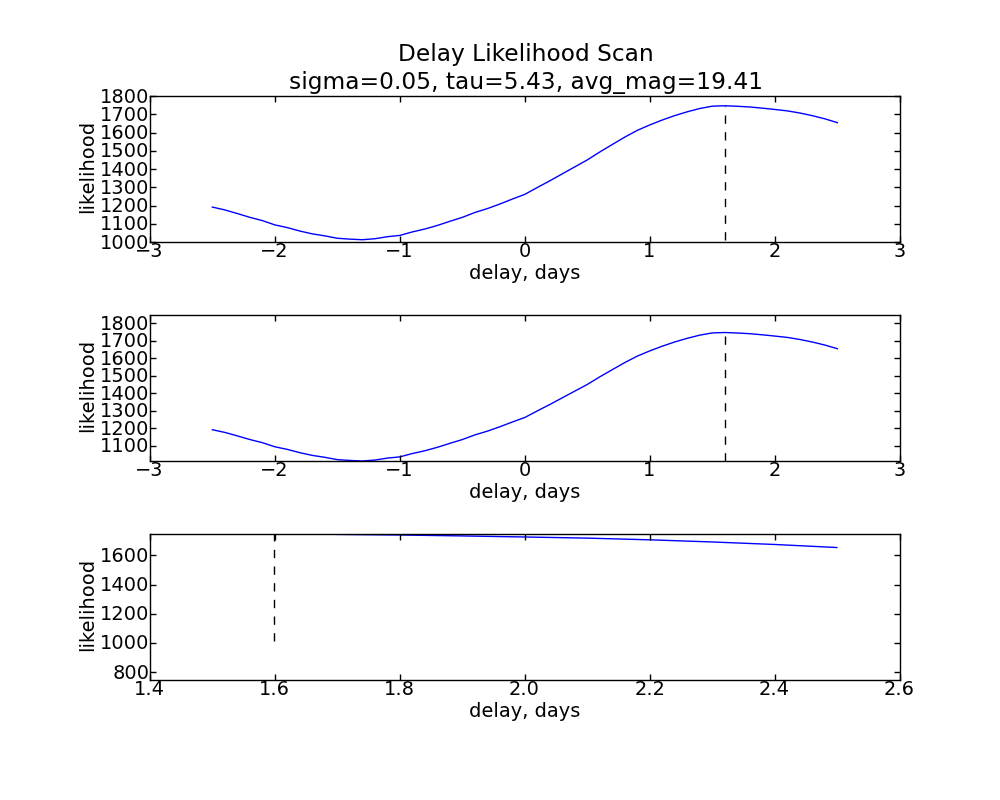 Delay Likelihood Scan
sigma=0.05, tau=5.43, avg_mag=19.41
1800
1700
1600
1500
1400
1300
1200
1100
1000
likelihood
−3 −2 −1 0 1 2 3
delay, days
1800
1700
1600
1500
1400
1300
1200
1100
likelihood
−3 −2 −1 0 1 2 3
delay, days
1600
1400
1200
1000
800
likelihood
1.4 1.6 1.8 2.0 2.2 2.4 2.6
delay, days